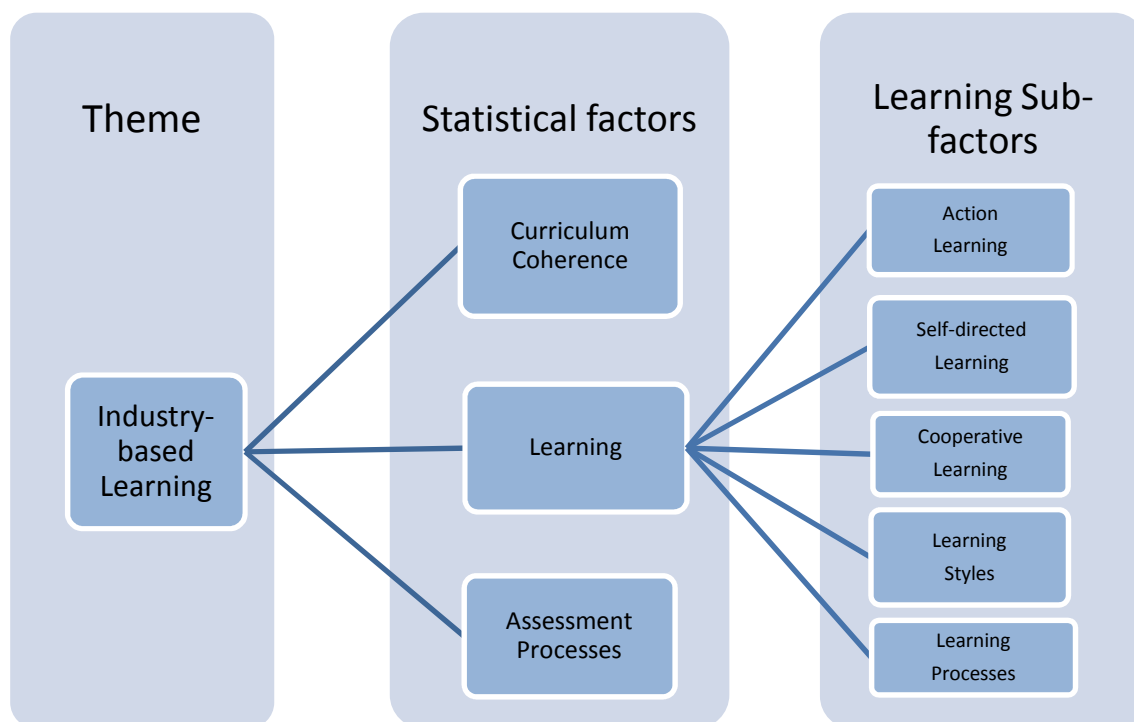 Theme
Industry-
based
Learning
Statistical factors
Curriculum
Coherence
Learning
Assessment
Processes
Learning Sub-
factors
Action
Learning
Self-directed
Learning
Cooperative
Learning
Learning
Styles
Learning
Processes